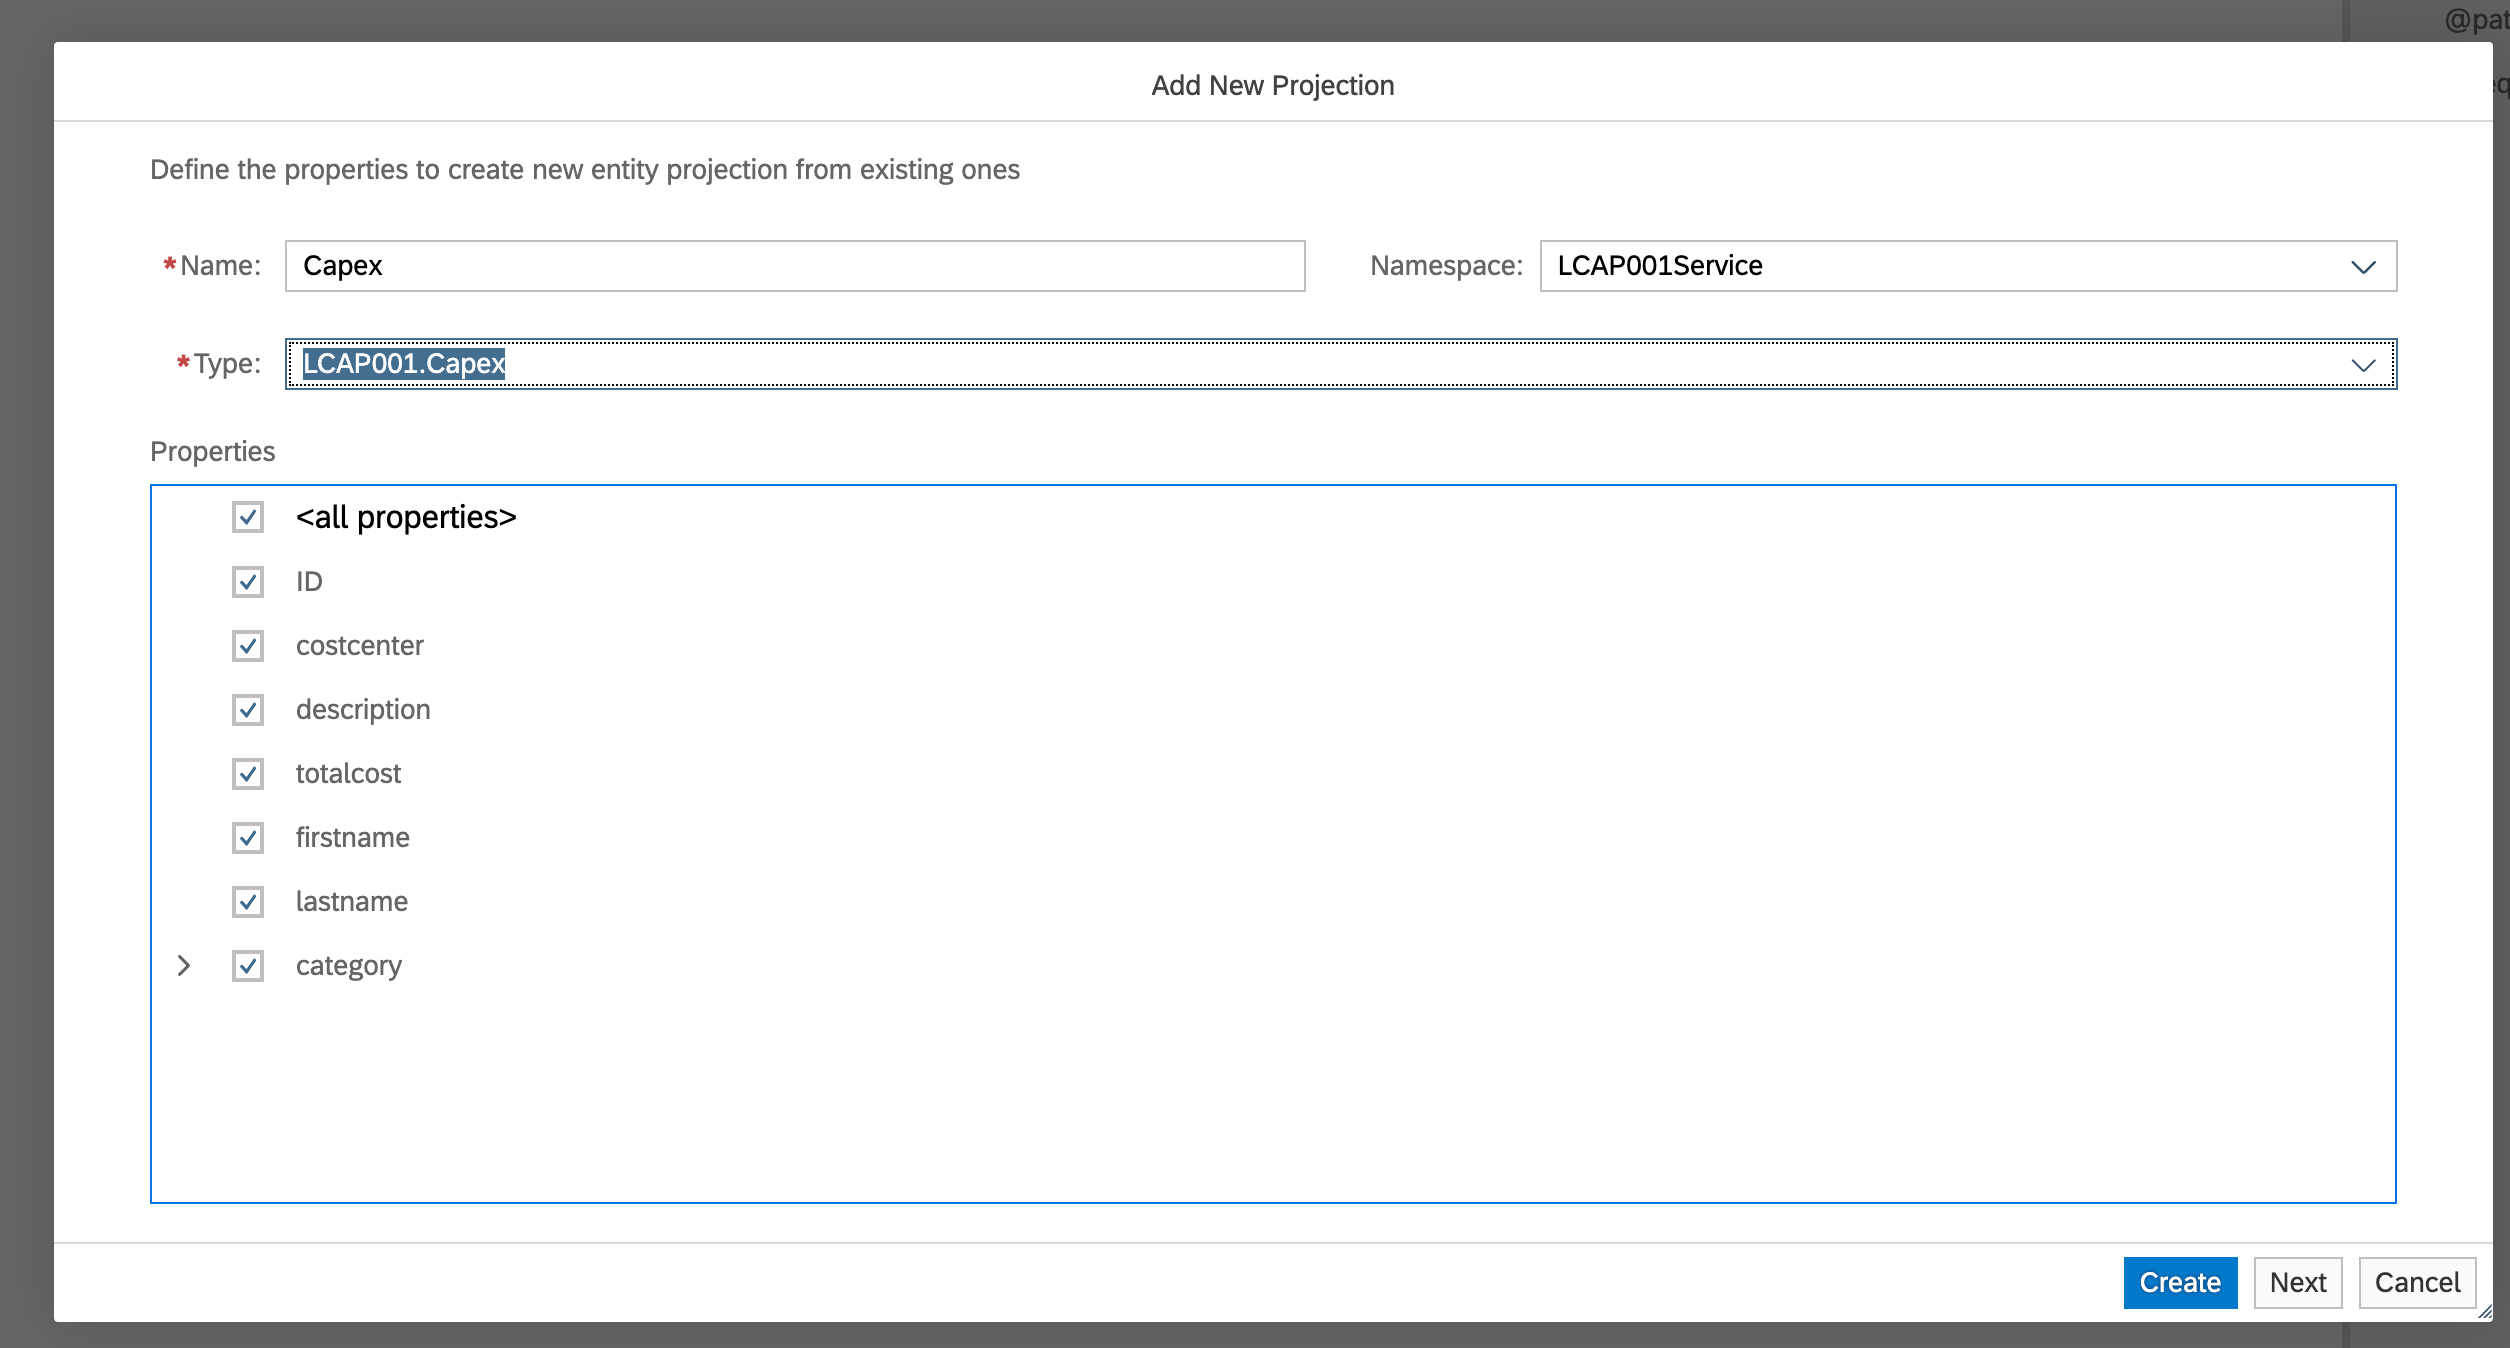 @pat
Add New Projection
eq
Define the properties to create new entity projection from existing ones
*Name: Capex Namespace: LCAP001Service
*Type: LCAP001.Capex
Properties
<all properties>
ID
costcenter
description
totalcost
firstname
lastname
category
Create Next Cancel